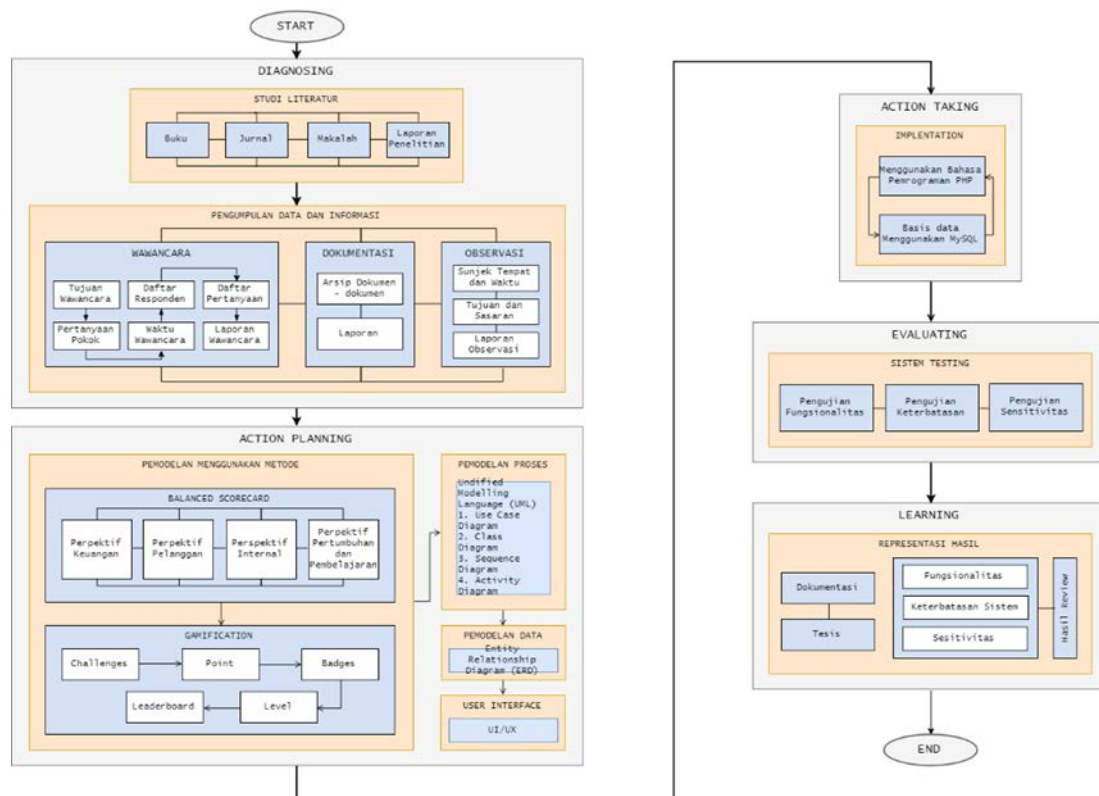 START
DIAGNOSING
STUDI LITERATUR
Buku
Jurnal
Makalah
Laporan
Penelitian
PENGUMPULAN DATA DAN INFORMASI
WAWANCARA
Tujuan
Wawancara
Daftar
Responden
Daftar
Pertanyaan
Pertanyaan
Pokok
Waktu
Wawancara
Laporan
Wawancara
DOKUMENTASI
Arsip Dokumen
- dokumen
Laporan
OBSERVASI
Sunjek Tempat
dan Waktu
Tujuan dan
Sasaran
Laporan
Observasi
ACTION PLANNING
PEMODELAN MENGGUNAKAN METODE
BALANCED SCORECARD
Perpektif
Keuangan
Perpektif
Pelanggan
Perspektif
Internal
Perpektif
Pertumbuhan
dan
Pembelajaran
GAMIFICATION
Challenges
Point
Badges
Leaderboard
Level
PEMODELAN PROSES
Undified
Modelling
Language (UML)
1. Use Case
Diagram
2. Class
Diagram
3. Sequence
Diagram
4. Activity
Diagram
PEMODELAN DATA
Entity
Relationship
Diagram (ERD)
USER INTERFACE
UI/UX
ACTION TAKING
IMPLENTATION
Menggunakan Bahasa
Pemrograman PHP
Basis data
Menggunakan MySQL
EVALUATING
SISTEM TESTING
Pengujian
Fungsionalitas
Pengujian
Keterbatasan
Pengujian
Sensitivitas
LEARNING
REPRESENTASI HASIL
Dokumentasi
Tesis
Fungsionalitas
Keterbatasan Sistem
Sesitivitas
Hasil Review
END